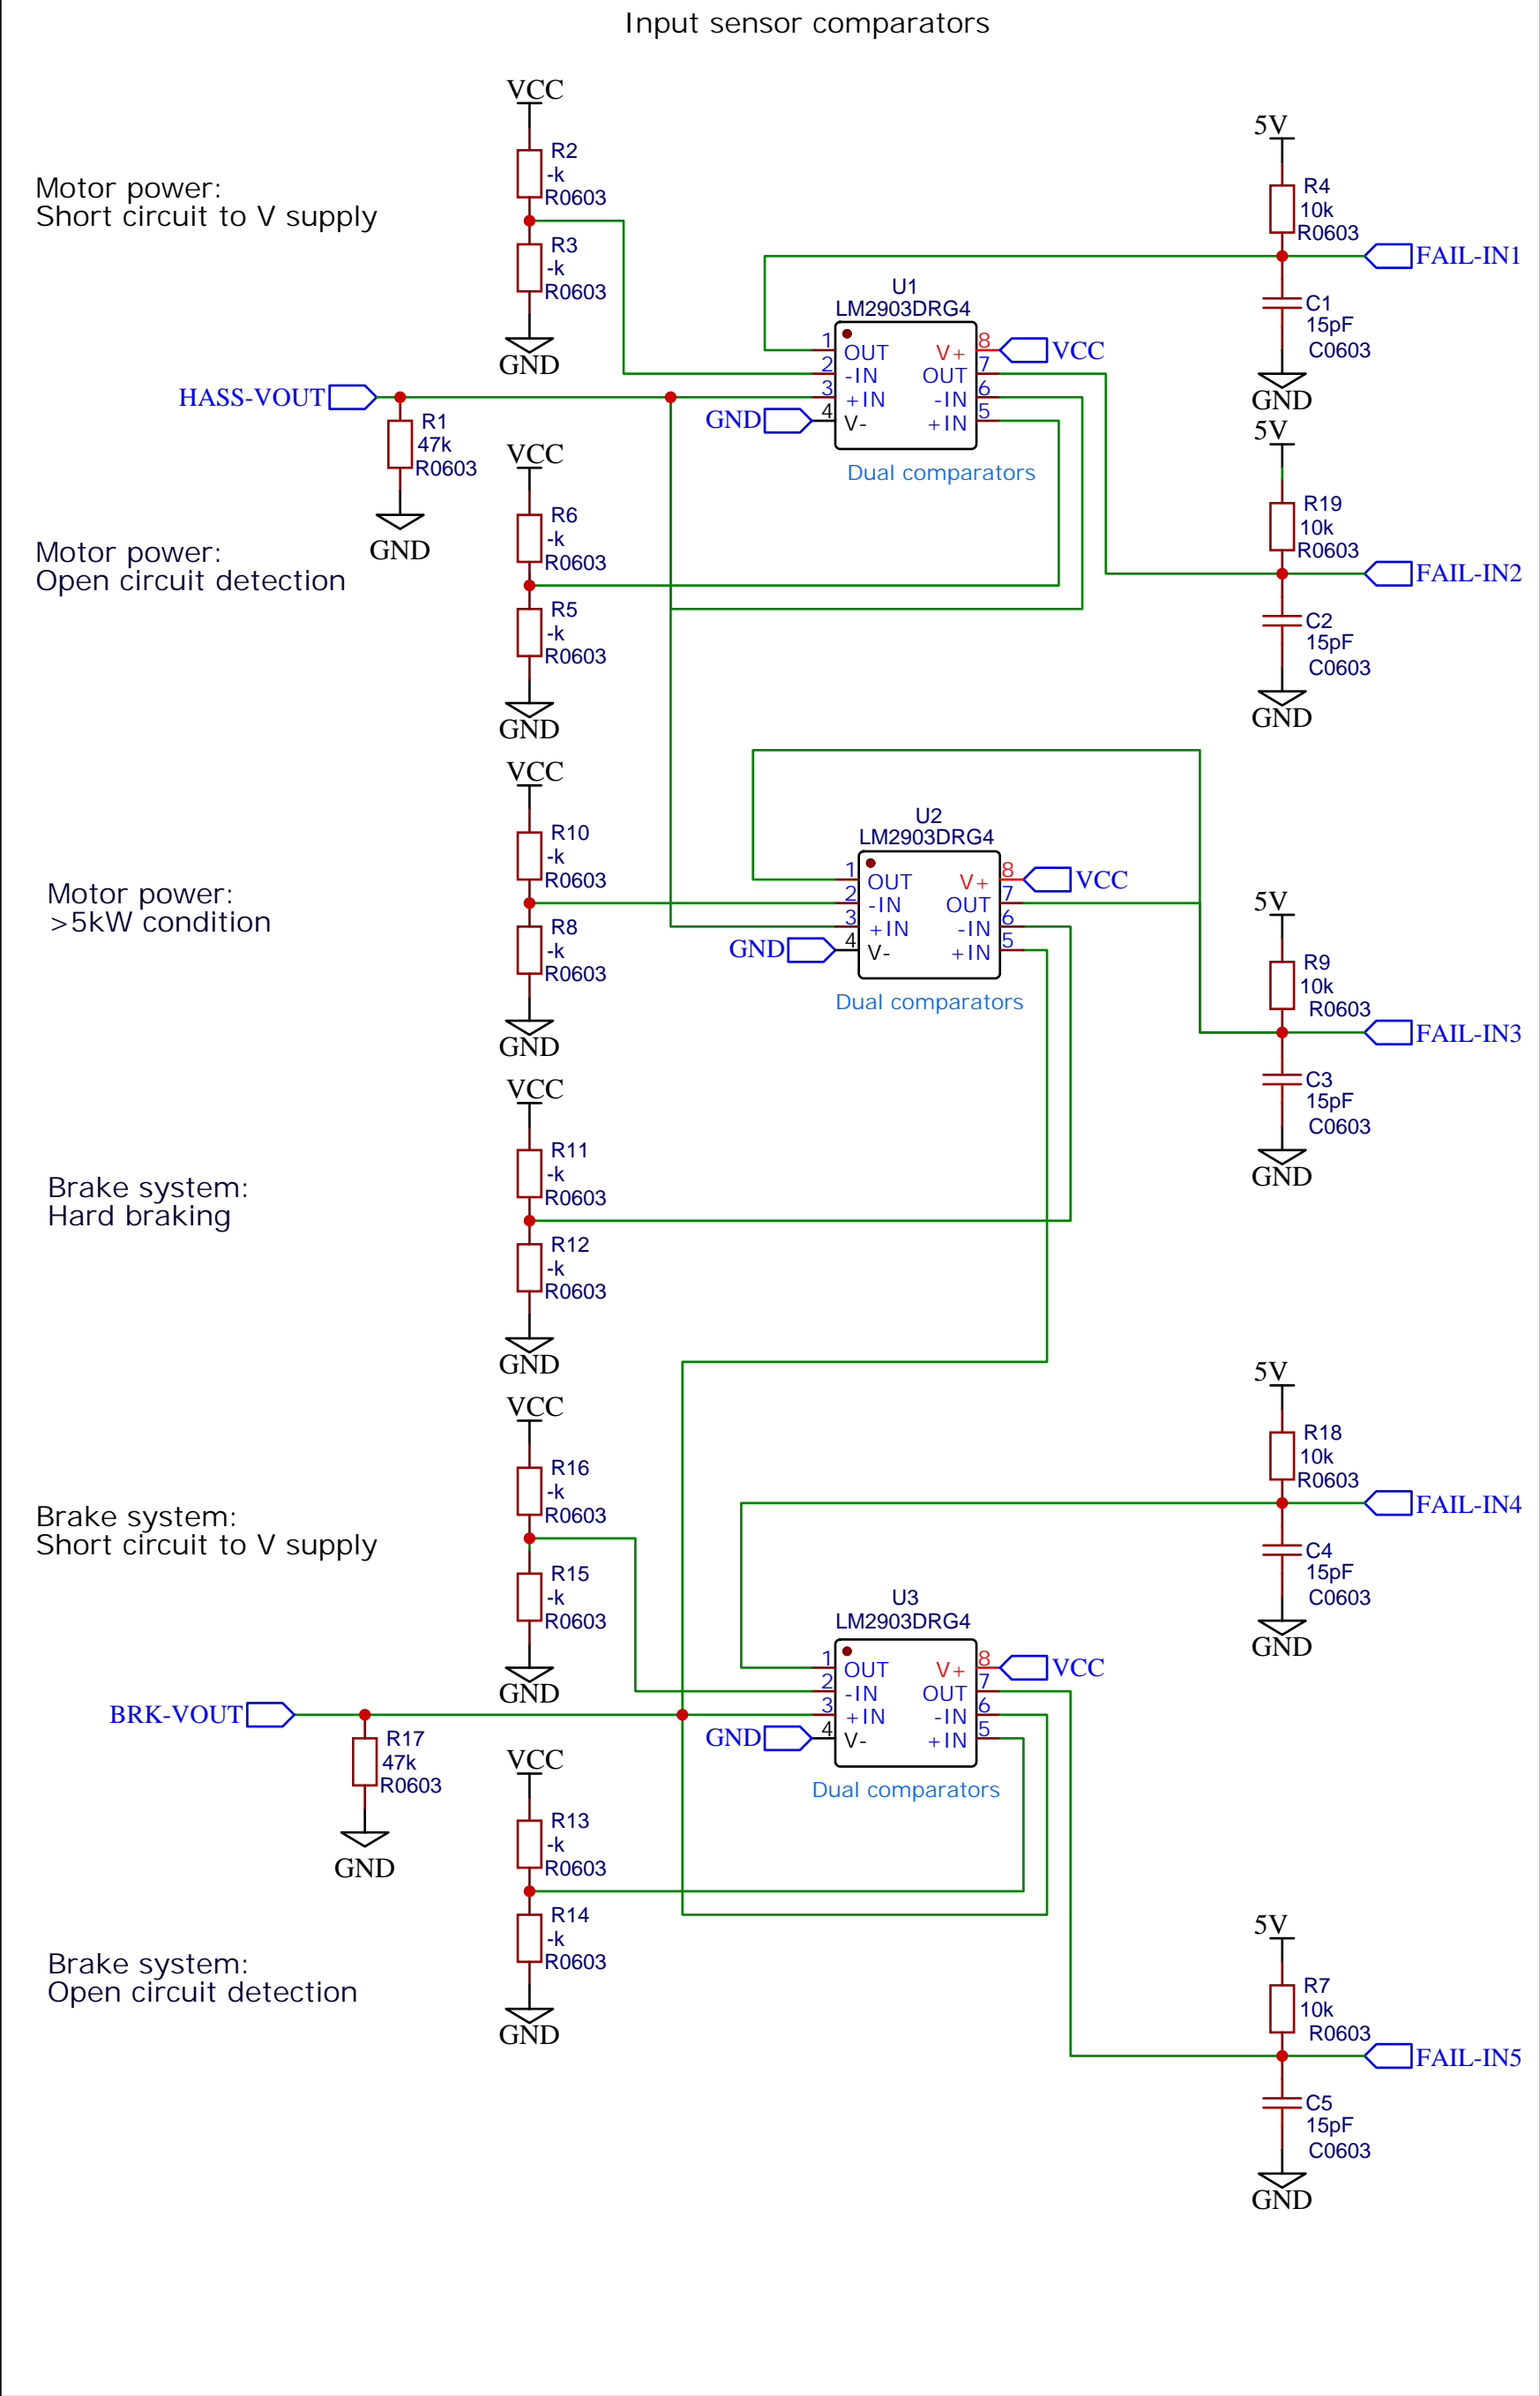 Input sensor comparators
VCC
R2
-k
R0603
Motor power:
Short circuit to V supply
R3
-k
R0603
GND
5V
R4
10k
R0603
FAIL-IN1
C1
15pF
C0603
GND
U1
LM2903DRG4
1
OUT
2
-IN
3
+IN
4
V-
8
V+
7
OUT
6
-IN
5
+IN
VCC
GND
Dual comparators
HASS-VOUT
R1
47k
R0603
GND
VCC
R6
-k
R0603
Motor power:
Open circuit detection
R5
-k
R0603
GND
5V
R19
10k
R0603
FAIL-IN2
C2
15pF
C0603
GND
VCC
R10
-k
R0603
Motor power:
>5kW condition
R8
-k
R0603
GND
U2
LM2903DRG4
1
OUT
2
-IN
3
+IN
4
V-
8
V+
7
OUT
6
-IN
5
+IN
VCC
GND
Dual comparators
5V
R9
10k
R0603
FAIL-IN3
C3
15pF
C0603
GND
VCC
R11
-k
R0603
Brake system:
Hard braking
R12
-k
R0603
GND
VCC
R16
-k
R0603
Brake system:
Short circuit to V supply
R15
-k
R0603
GND
5V
R18
10k
R0603
FAIL-IN4
C4
15pF
C0603
GND
U3
LM2903DRG4
1
OUT
2
-IN
3
+IN
4
V-
8
V+
7
OUT
6
-IN
5
+IN
VCC
GND
Dual comparators
BRK-VOUT
R17
47k
R0603
GND
VCC
R13
-k
R0603
R14
-k
R0603
GND
Brake system:
Open circuit detection
5V
R7
10k
R0603
FAIL-IN5
C5
15pF
C0603
GND